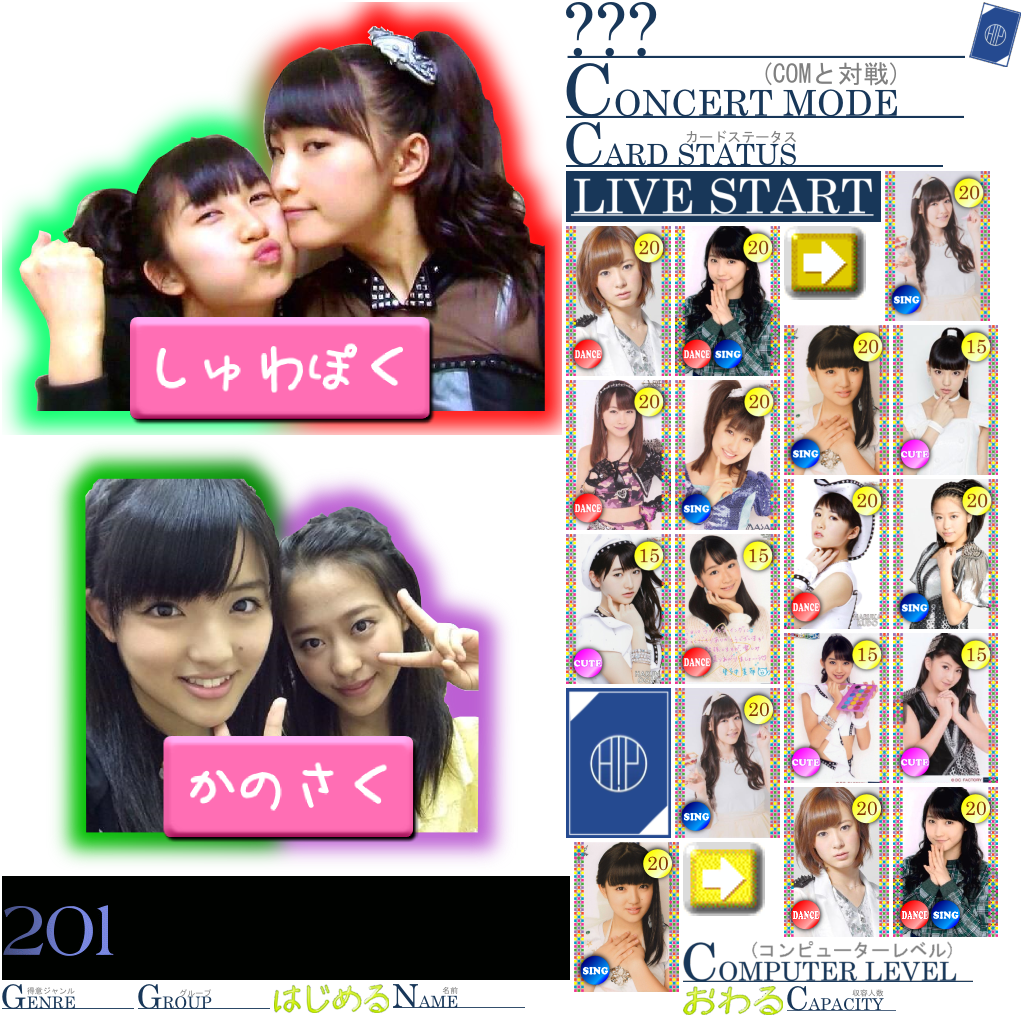 しゅわぽく
かのさく
201
得意ジャンル
GENRE
グループ
GROUP
はじめる
名前
NAME
???
HP
(COMと対戦)
CONCERT MODE
カードステータス
CARD STATUS
LIVE START
20
SING
20
DANCE
20
DANCE SING
20
SING
15
CUTE
20
DANCE
20
SING
20
DANCE
20
SING
15
CUTE
15
DANCE
15
CUTE
15
CUTE
HP
20
SING
20
DANCE
20
DANCE SING
20
SING
(コンピューターレベル)
COMPUTER LEVEL
おわる
収容人数
CAPACITY